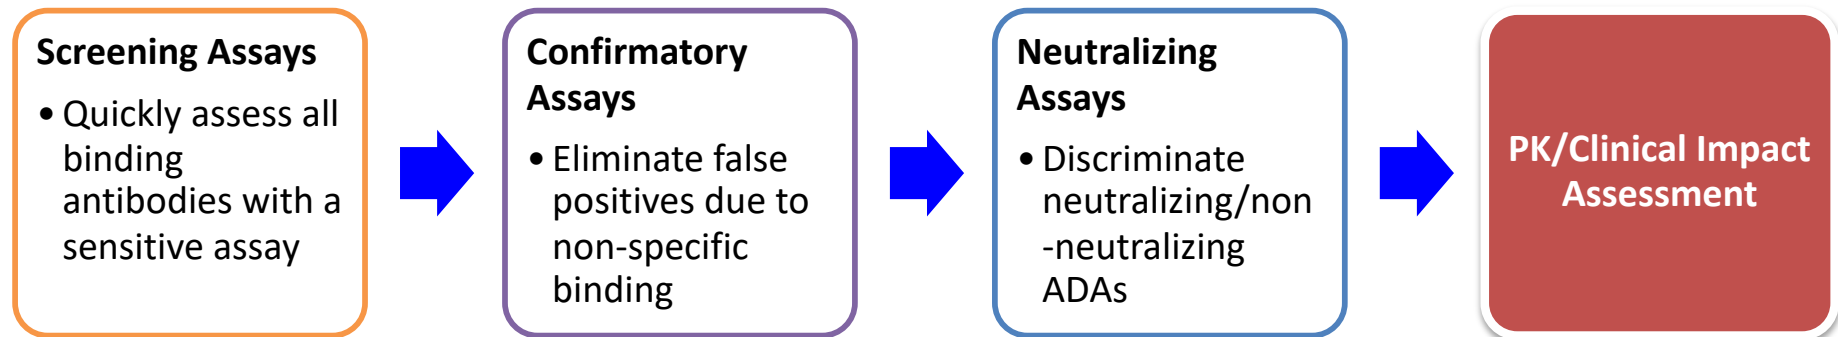 Screening Assays
• Quickly assess all
binding
antibodies with a
sensitive assay
Confirmatory
Assays
• Eliminate false
positives due to
non-specific
binding
Neutralizing
Assays
• Discriminate
neutralizing/non
-neutralizing
ADAs
PK/Clinical Impact
Assessment